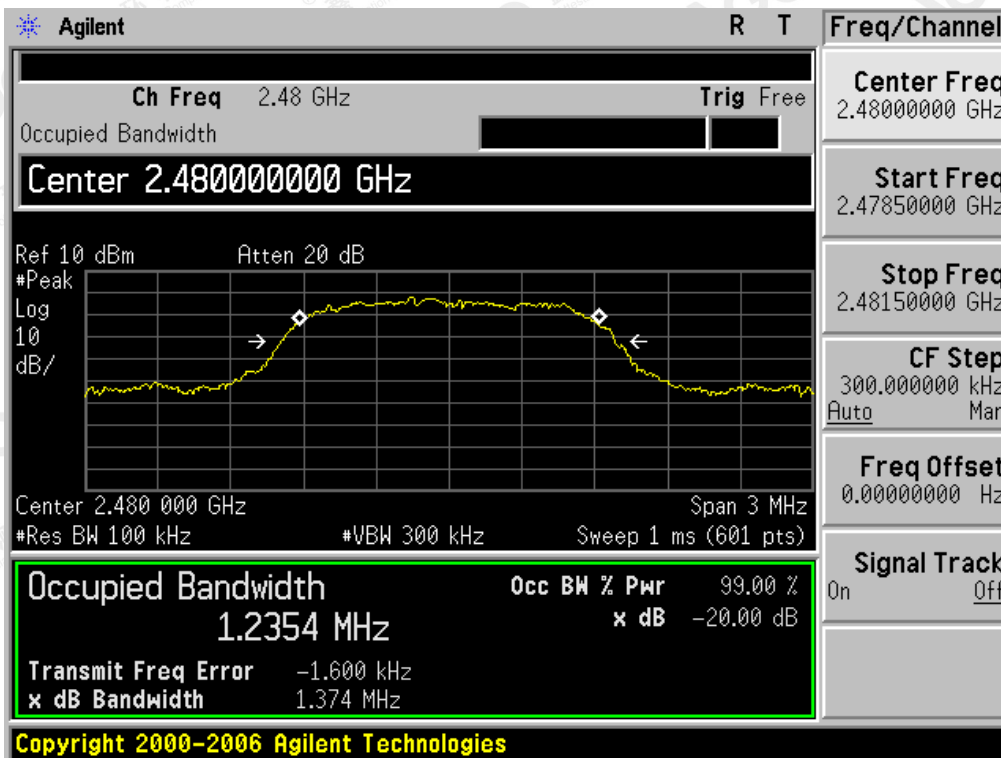 Agilent R T
Ch Freq 2.48 GHz Trig Free
Occupied Bandwidth
Center 2.480000000 GHz
Ref 10 dBm Atten 20 dB
#Peak
Log
10
dB/
Center 2.480 000 GHz Span 3 MHz
#Res BW 100 kHz #VBW 300 kHz Sweep 1 ms (601 pts)
Occupied Bandwidth
1.2354 MHz
Occ BW % Pwr 99.00 %
x dB -20.00 dB
Transmit Freq Error -1.600 kHz
x dB Bandwidth 1.374 MHz
Copyright 2000-2006 Agilent Technologies
Freq/Channel
Center Freq
2.48000000 GHz
Start Freq
2.47850000 GHz
Stop Freq
2.48150000 GHz
CF Step
300.000000 kHz
Auto Man
Freq Offset
0.00000000 Hz
Signal Track
On Off